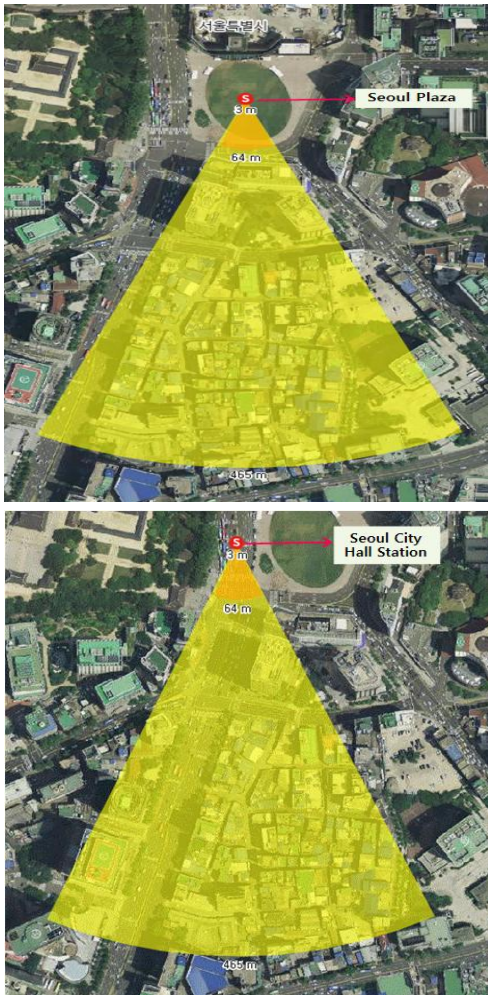 서울특별시
S
Seoul Plaza
3 m
64 m
465 m
S
Seoul City
Hall Station
3 m
64 m
465 m